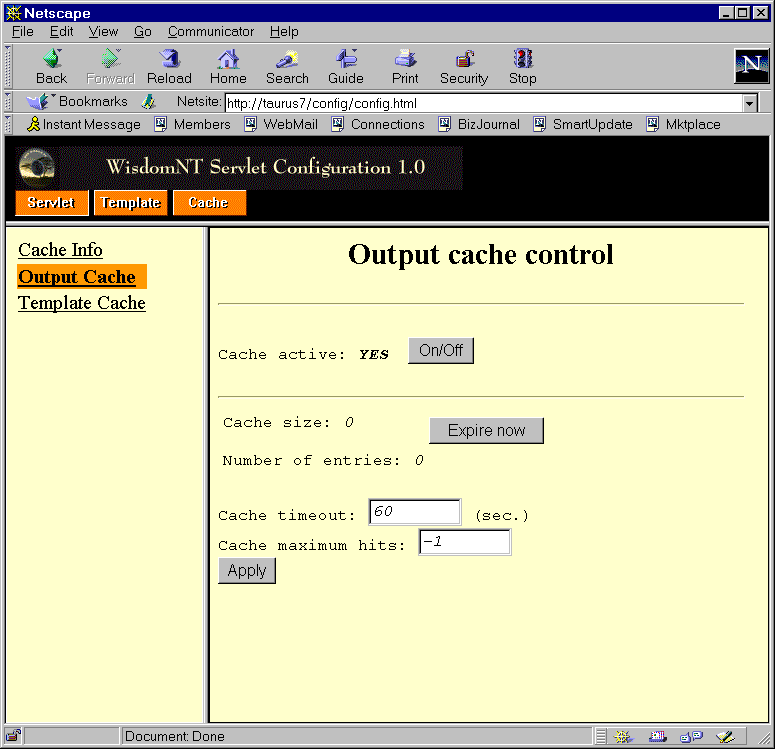 Netscape
File Edit View Go Communicator Help
Back Forward Reload Home Search Guide Print Security Stop
N
Bookmarks Netsite: http://taurus7/config/config.html
Instant Message Members WebMail Connections BizJournal SmartUpdate Mktplace
WisdomNT Servlet Configuration 1.0
Servlet Template Cache
Cache Info
Output Cache
Template Cache
Output cache control
Cache active: YES On/Off
Cache size: 0 Expire now
Number of entries: 0
Cache timeout: 60 (sec.)
Cache maximum hits: -1
Apply
Document: Done